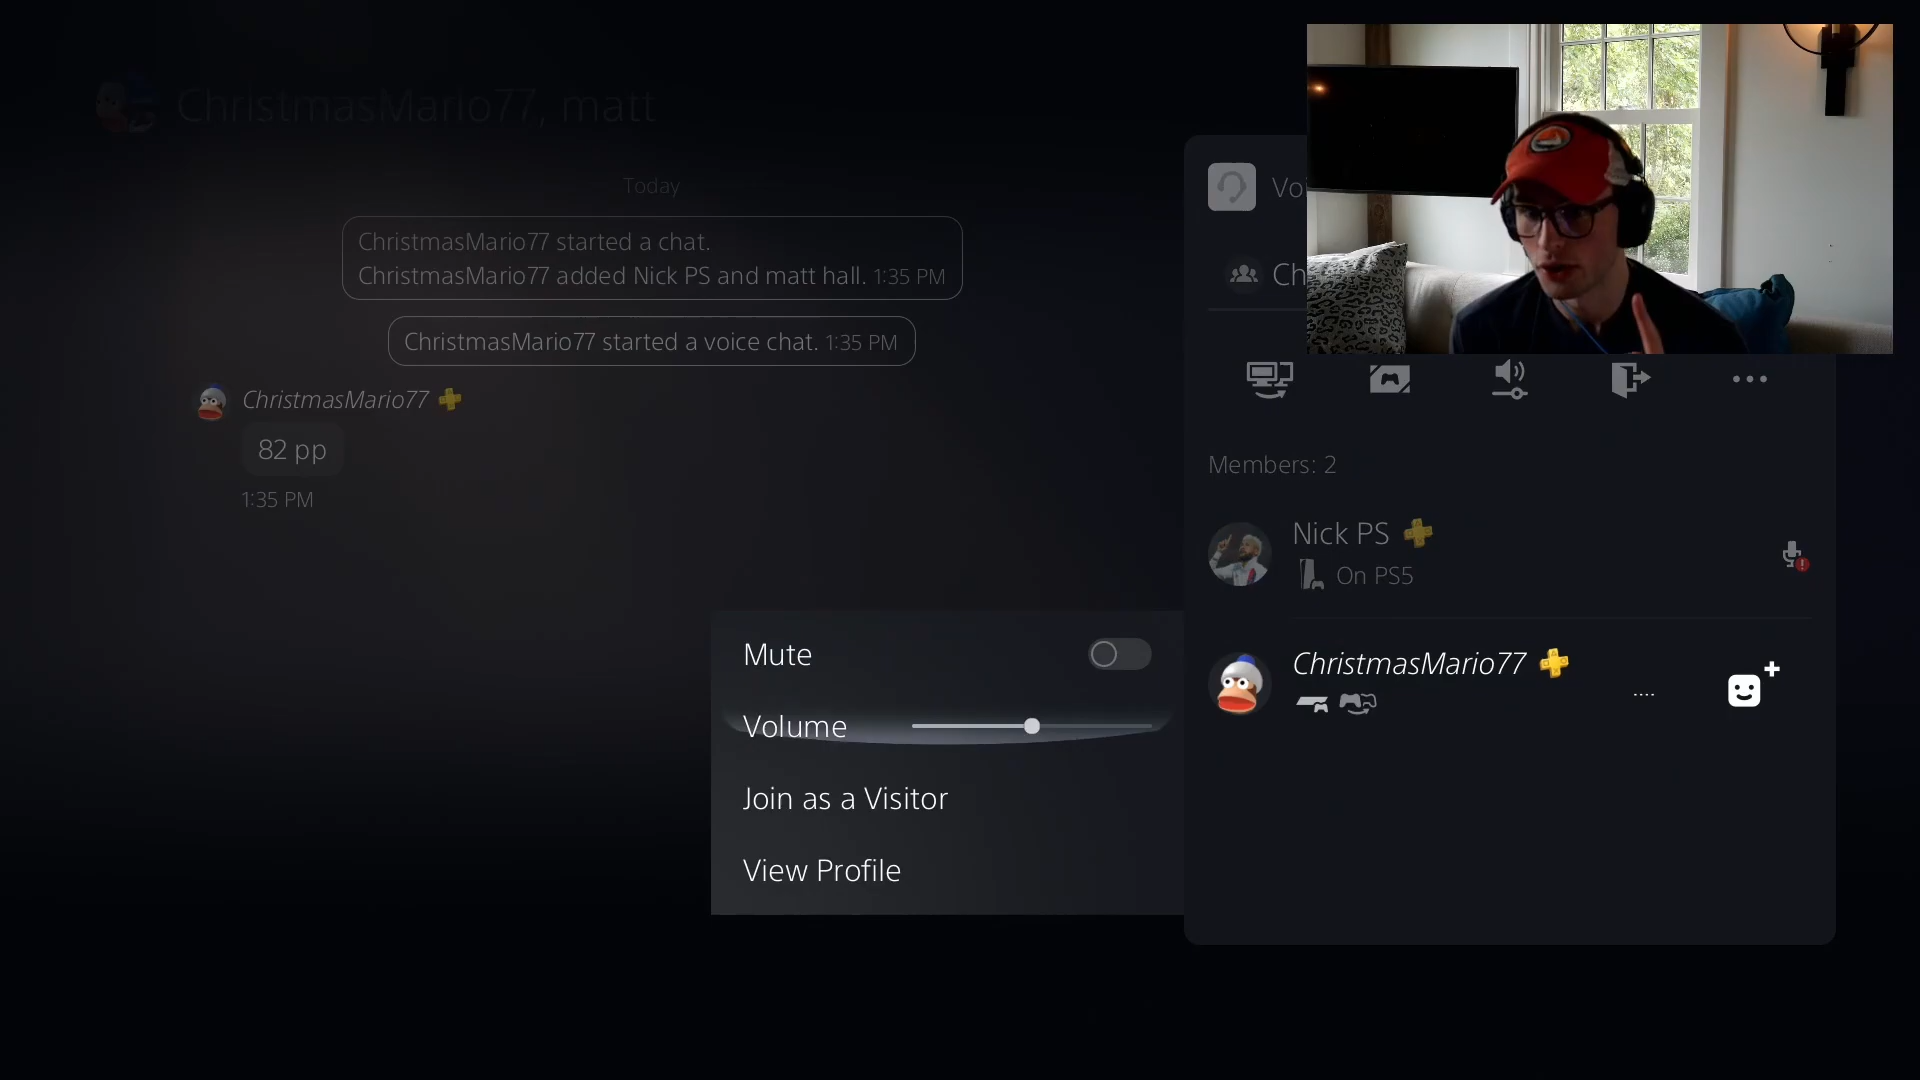 ChristmasMario77, matt
Today
ChristmasMario77 started a chat.
ChristmasMario77 added Nick PS and matt hall. 1:35 PM
ChristmasMario77 started a voice chat. 1:35 PM
ChristmasMario77
82 pp
1:35 PM
Voi
Ch
Members: 2
Nick PS
On PS5
ChristmasMario77
Mute
Volume
Join as a Visitor
View Profile